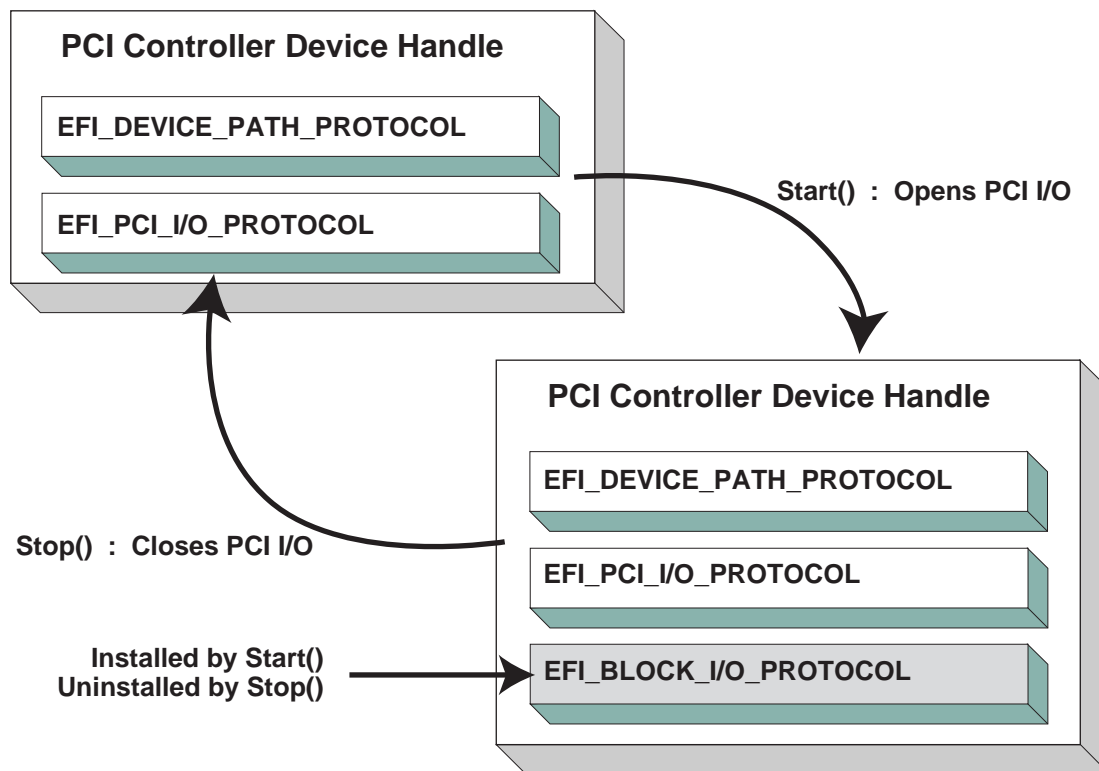 PCI Controller Device Handle
EFI_DEVICE_PATH_PROTOCOL
EFI_PCI_I/O_PROTOCOL
Start() : Opens PCI I/O
PCI Controller Device Handle
EFI_DEVICE_PATH_PROTOCOL
EFI_PCI_I/O_PROTOCOL
EFI_BLOCK_I/O_PROTOCOL
Stop() : Closes PCI I/O
Installed by Start()
Uninstalled by Stop()